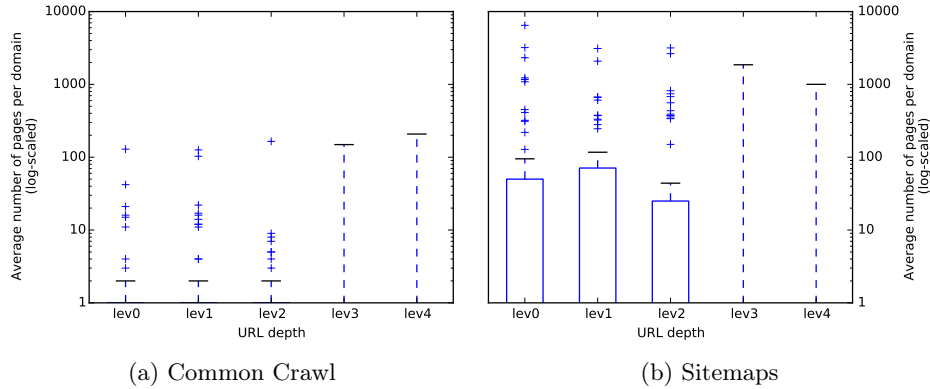 10000
1000
100
10
1
Average number of pages per domain
(log-scaled)
lev0 lev1 lev2 lev3 lev4
URL depth
(a) Common Crawl
10000
1000
100
10
1
Average number of pages per domain
(log-scaled)
lev0 lev1 lev2 lev3 lev4
URL depth
(b) Sitemaps